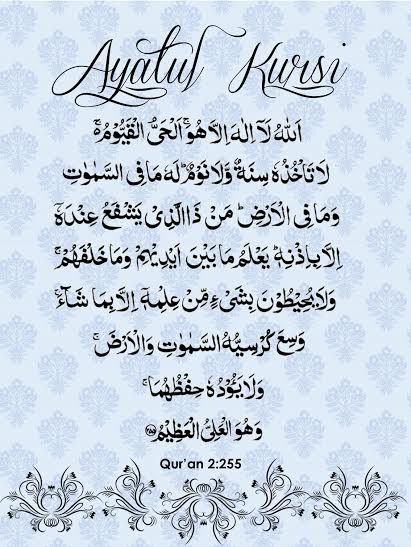 Ayatul Kursi
اَللّٰهُ لَاۤ اِلٰهَ اِلَّا هُوَۚ اَلْحَیُّ الْقَیُّوْمُ ۚ۬
لَا تَاْخُذُهٗ سِنَةٌ وَّلَا نَوْمٌؕ لَهٗ مَا فِی السَّمٰوٰتِ
وَمَا فِی الْاَرْضِؕ مَنْ ذَا الَّذِیْ یَشْفَعُ عِنْدَهٗۤ
اِلَّا بِاِذْنِهٖؕ یَعْلَمُ مَا بَیْنَ اَیْدِیْهِمْ وَمَا خَلْفَهُمْۚ
وَلَا یُحِیْطُوْنَ بِشَیْءٍ مِّنْ عِلْمِهٖۤ اِلَّا بِمَا شَآءَۚ
وَسِعَ كُرْسِیُّهُ السَّمٰوٰتِ وَالْاَرْضَۚ
وَلَا یَـُٔوْدُهٗ حِفْظُهُمَاۚ
وَهُوَ الْعَلِیُّ الْعَظِیْمُ ﴿۲۵۵﴾
Qur'an 2:255